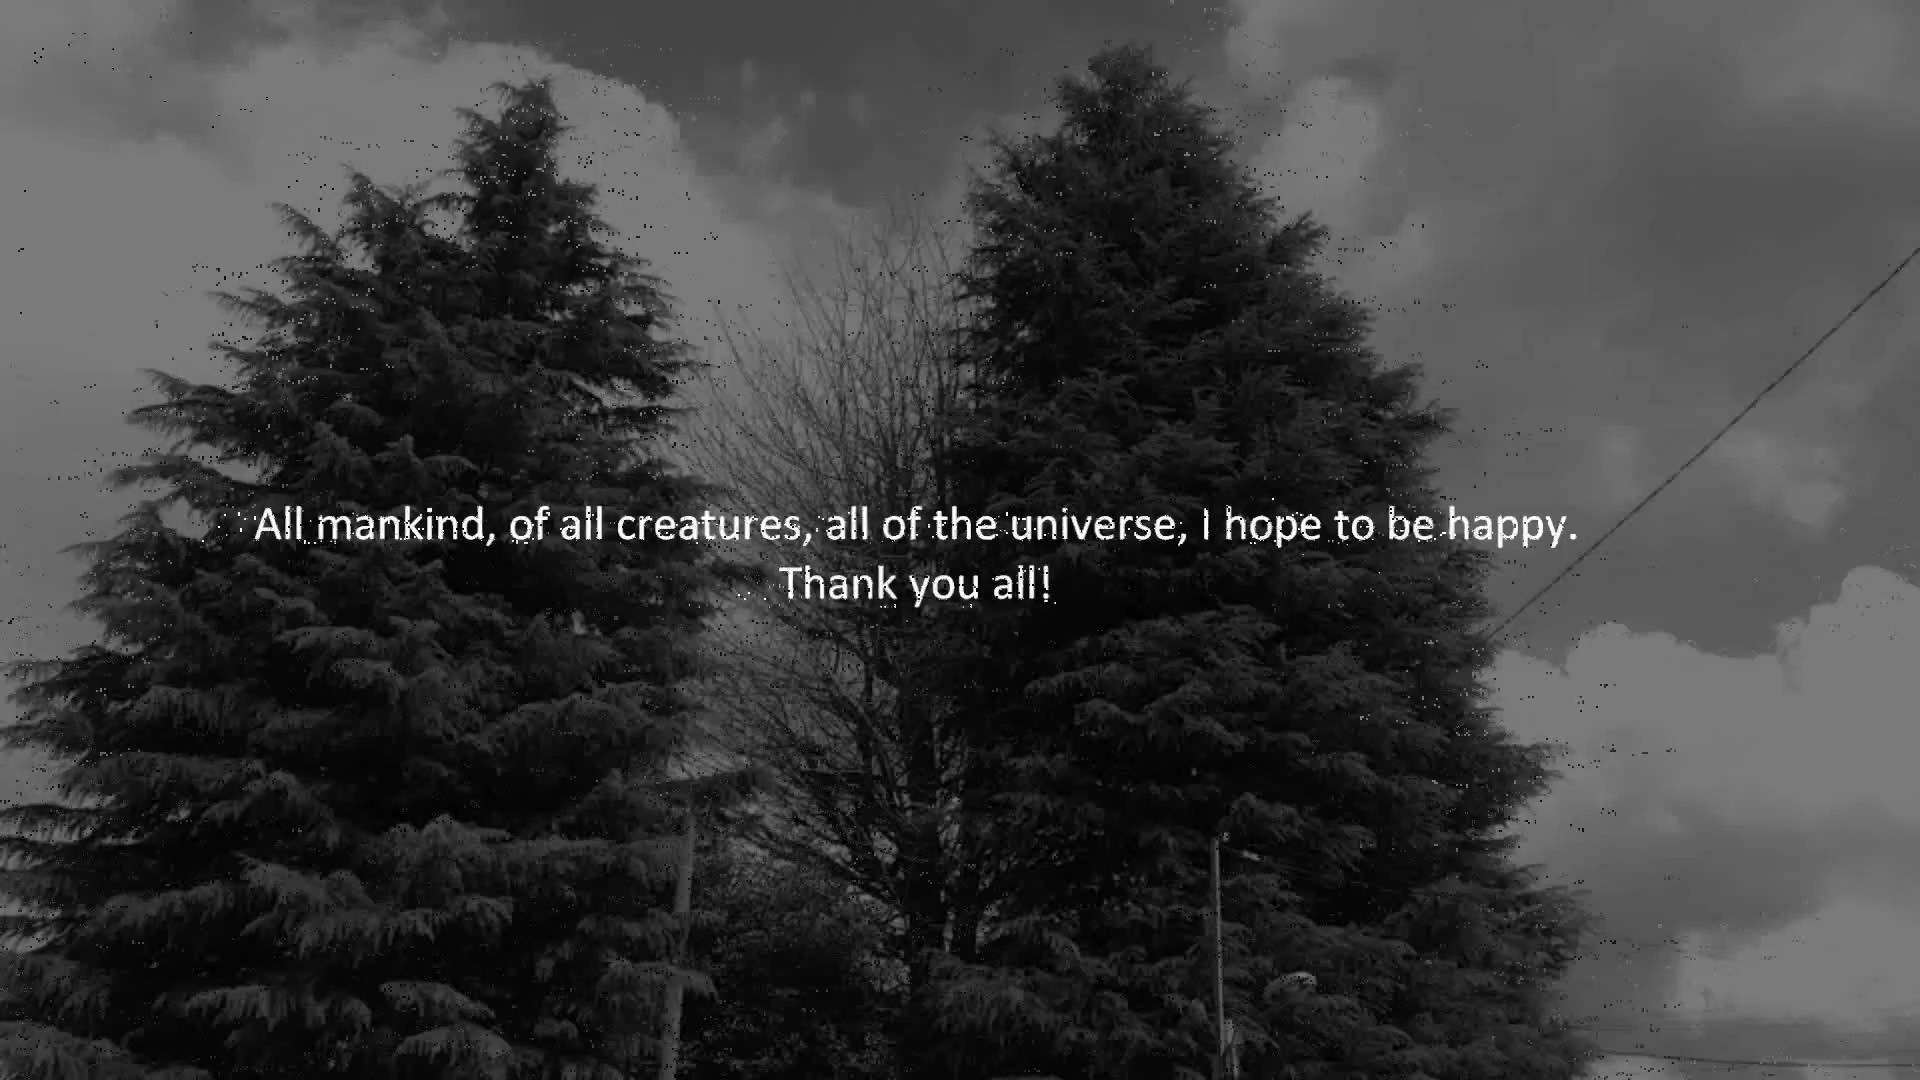 All mankind, of all creatures, all of the universe, I hope to be happy.
Thank you all!